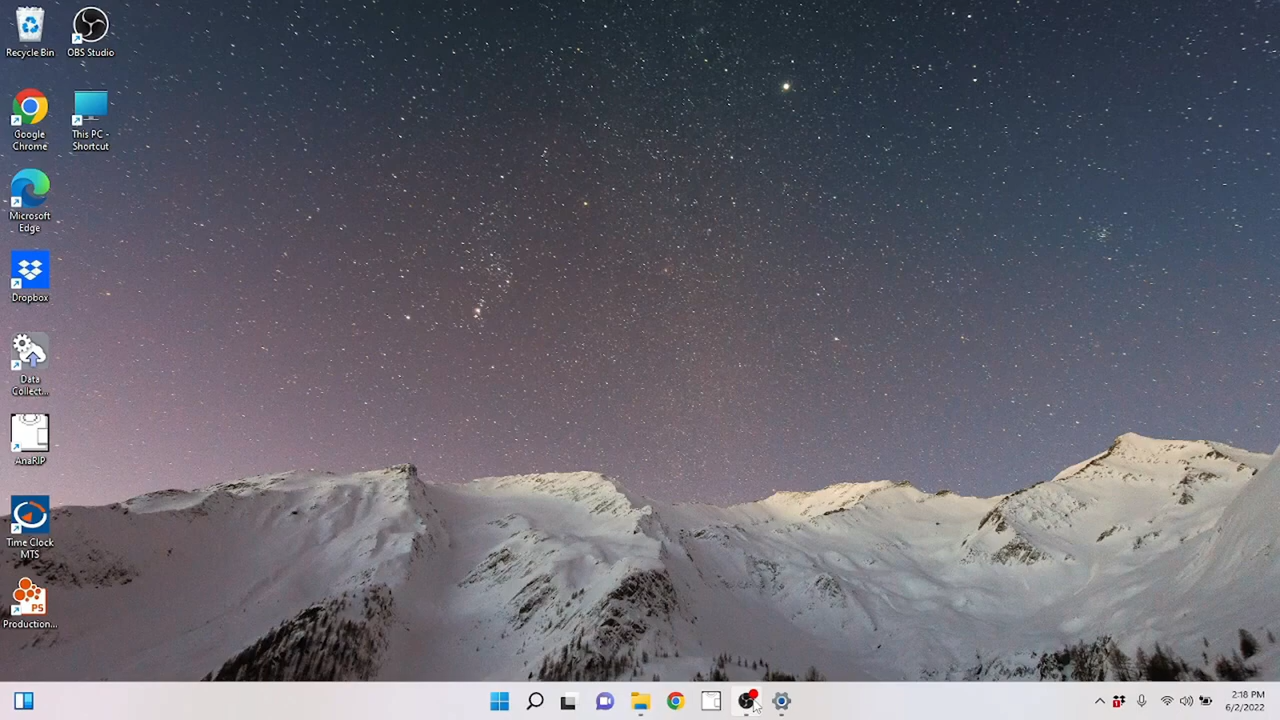 Recycle Bin
OBS Studio
Google
Chrome
This PC -
Shortcut
Microsoft
Edge
Dropbox
Data
Collect...
AnaRIP
Time Clock
MTS
PS
Production...
2:18 PM
6/2/2022